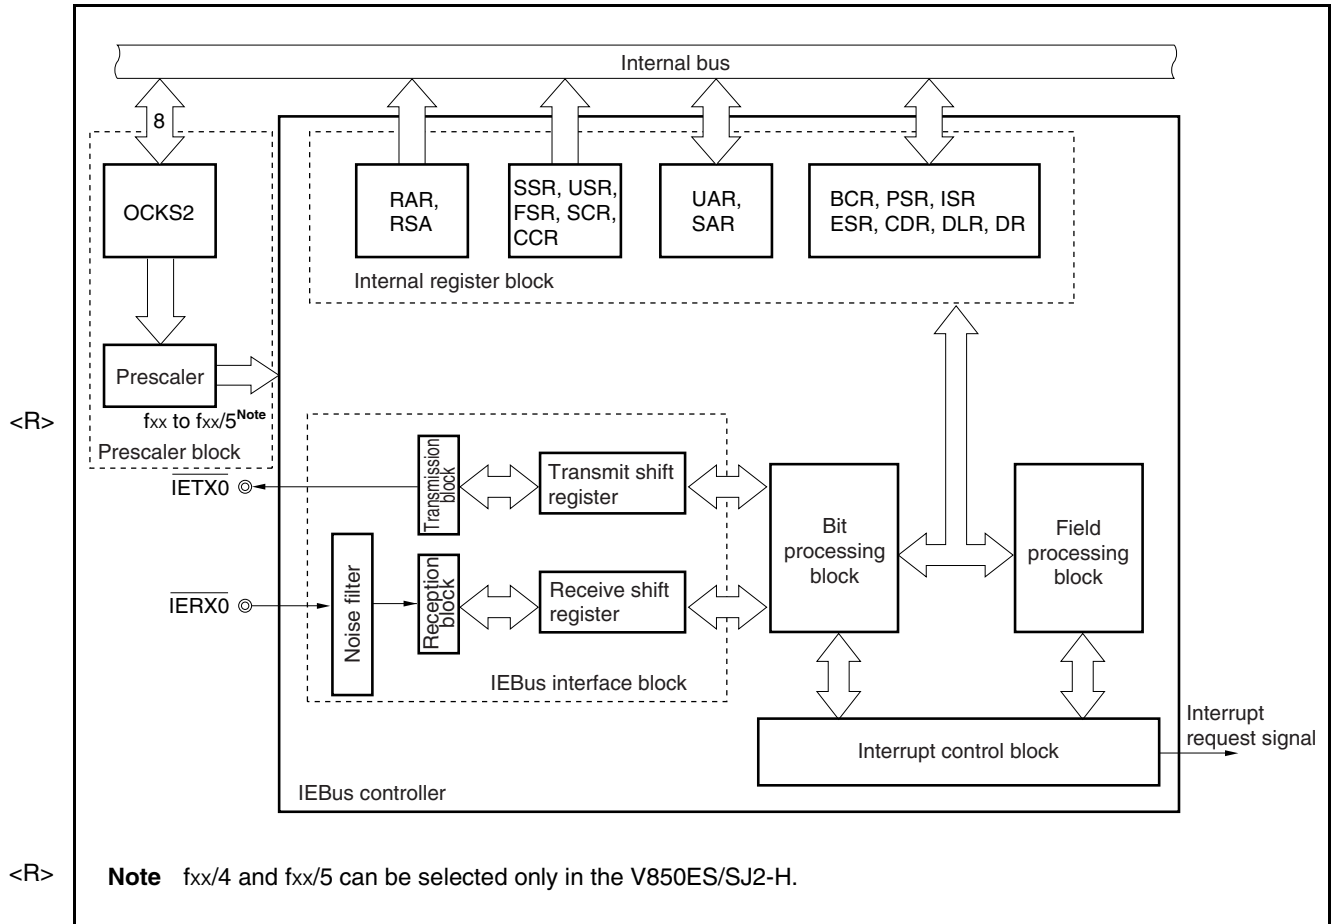 Internal bus
8
OCKS2
RAR,
RSA
SSR, USR,
FSR, SCR,
CCR
UAR,
SAR
BCR, PSR, ISR
ESR, CDR, DLR, DR
Internal register block
Prescaler
<R>
fxx to fxx/5Note
Prescaler block
IETX0
Transmission
block
Transmit shift
register
Bit
processing
block
Field
processing
block
IERX0
Noise filter
Reception
block
Receive shift
register
IEBus interface block
Interrupt control block
Interrupt
request signal
IEBus controller
<R>
Note fxx/4 and fxx/5 can be selected only in the V850ES/SJ2-H.